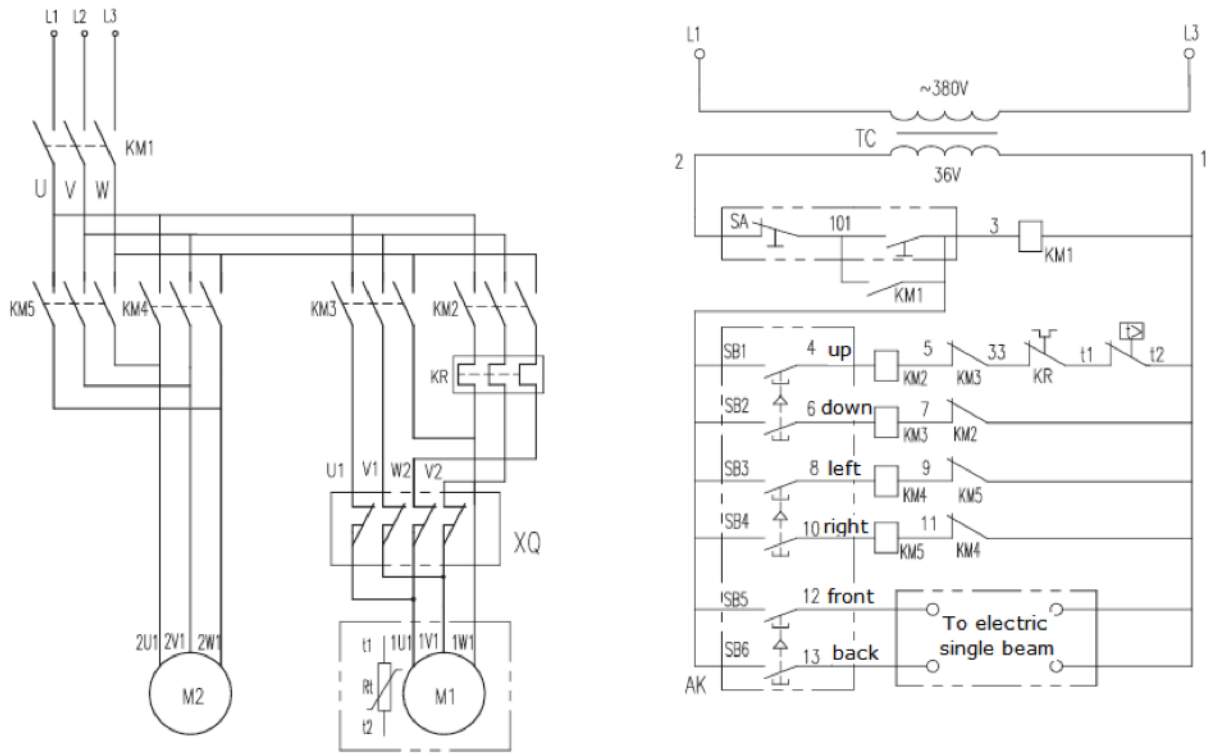 L1 L2 L3
KM1
U V W
KM5 KM4 KM3 KM2
KR
U1 V1 W2 V2
XQ
2U1 2V1 2W1
M2
t1 1U1 1V1 1W1
Rt
t2
M1
L1 L3
~380V
TC
2 36V 1
SA 101 3
KM1
KM1
SB1 4 up 5 33 t1 t> t2
KM2 KM3 KR
SB2 6 down 7
KM3 KM2
SB3 8 left 9
KM4 KM5
SB4 10 right 11
KM5 KM4
SB5 12 front
To electric
single beam
SB6 13 back
AK